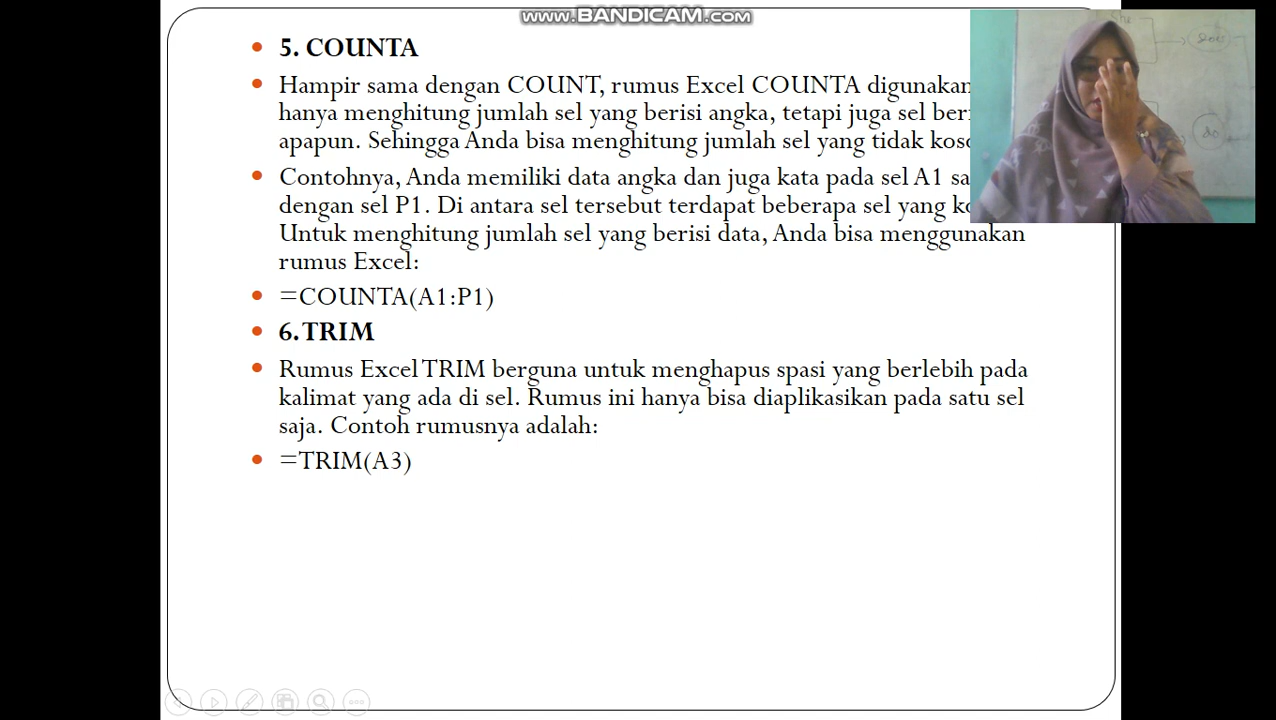 www.BANDICAM.com
5. COUNTA
Hampir sama dengan COUNT, rumus Excel COUNTA digunakan
hanya menghitung jumlah sel yang berisi angka, tetapi juga sel
apapun. Sehingga Anda bisa menghitung jumlah sel yang tidak
Contohnya, Anda memiliki data angka dan juga kata pada sel A1
dengan sel P1. Di antara sel tersebut terdapat beberapa sel yang
Untuk menghitung jumlah sel yang berisi data, Anda bisa menggunakan
rumus Excel:
=COUNTA(A1:P1)
6. TRIM
Rumus Excel TRIM berguna untuk menghapus spasi yang berlebih pada
kalimat yang ada di sel. Rumus ini hanya bisa diaplikasikan pada satu sel
saja. Contoh rumusnya adalah:
=TRIM(A3)
She
do